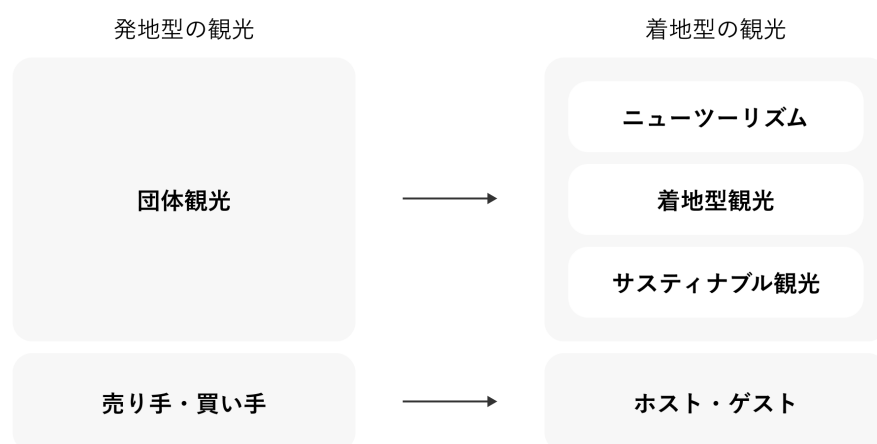 発地型の観光
着地型の観光
団体観光
ニューツーリズム
着地型観光
サスティナブル観光
売り手・買い手
ホスト・ゲスト